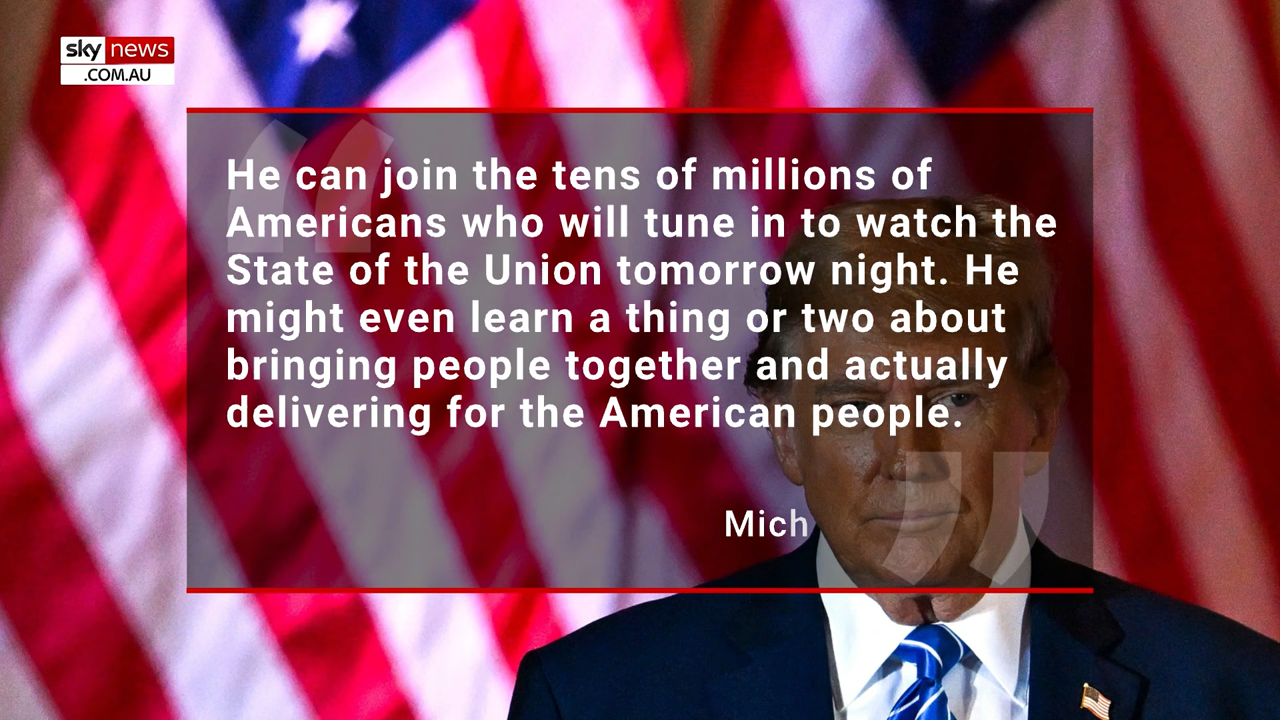 sky news
.COM.AU
He can join the tens of millions of
Americans who will tune in to watch the
State of the Union tomorrow night. He
might even learn a thing or two about
bringing people together and actually
delivering for the American people.
Mich